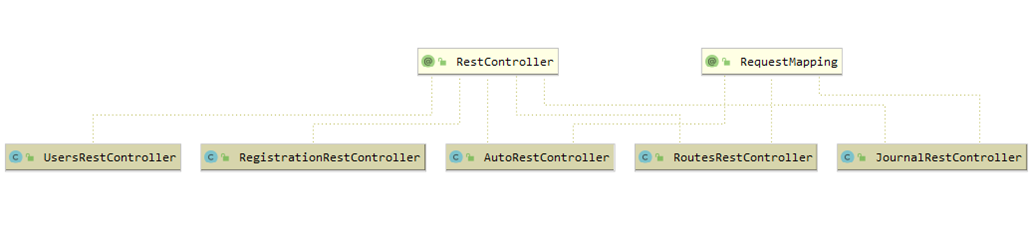 RestController
RequestMapping
UsersRestController
RegistrationRestController
AutoRestController
RoutesRestController
JournalRestController